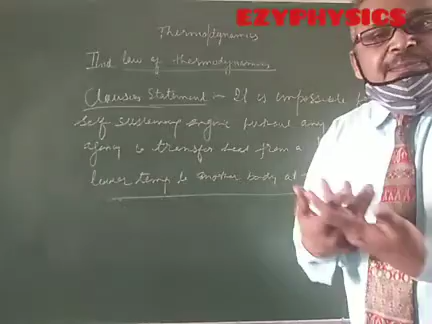 EZYPHYSICS
Thermodynamics
IInd law of thermodynamics
Clausius Statement - It is impossible
self sustaining engine without any
agency to transfer heat from a
lower temp to another body at